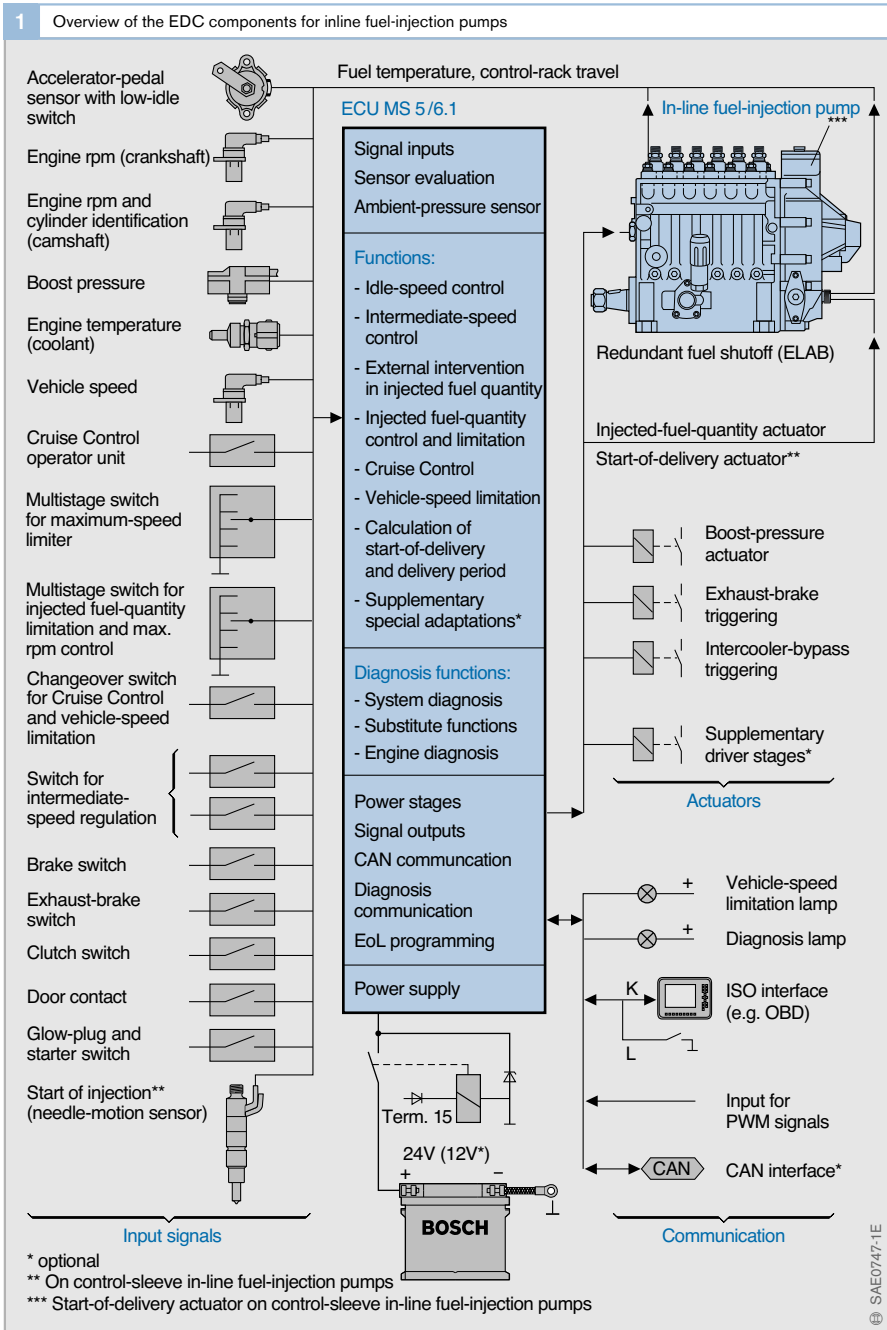 1 Overview of the EDC components for inline fuel-injection pumps
Accelerator-pedal
sensor with low-idle
switch
Engine rpm (crankshaft)
Engine rpm and
cylinder identification
(camshaft)
Boost pressure
Engine temperature
(coolant)
Vehicle speed
Cruise Control
operator unit
Multistage switch
for maximum-speed
limiter
Multistage switch for
injected fuel-quantity
limitation and max.
rpm control
Changeover switch
for Cruise Control
and vehicle-speed
limitation
Switch for
intermediate-
speed regulation
Brake switch
Exhaust-brake
switch
Clutch switch
Door contact
Glow-plug and
starter switch
Start of injection**
(needle-motion sensor)
Input signals
Fuel temperature, control-rack travel
ECU MS 5/6.1
Signal inputs
Sensor evaluation
Ambient-pressure sensor
Functions:
- Idle-speed control
- Intermediate-speed
control
- External intervention
in injected fuel quantity
- Injected fuel-quantity
control and limitation
- Cruise Control
- Vehicle-speed limitation
- Calculation of
start-of-delivery
and delivery period
- Supplementary
special adaptations*
Diagnosis functions:
- System diagnosis
- Substitute functions
- Engine diagnosis
Power stages
Signal outputs
CAN communcation
Diagnosis
communication
EoL programming
Power supply
Term. 15
24V (12V*)
+ −
BOSCH
In-line fuel-injection pump
***
Redundant fuel shutoff (ELAB)
Injected-fuel-quantity actuator
Start-of-delivery actuator**
Boost-pressure
actuator
Exhaust-brake
triggering
Intercooler-bypass
triggering
Supplementary
driver stages*
Actuators
+ Vehicle-speed
limitation lamp
+ Diagnosis lamp
K ISO interface
(e.g. OBD)
L
Input for
PWM signals
CAN CAN interface*
Communication
* optional
** On control-sleeve in-line fuel-injection pumps
*** Start-of-delivery actuator on control-sleeve in-line fuel-injection pumps
SAE0747-1E